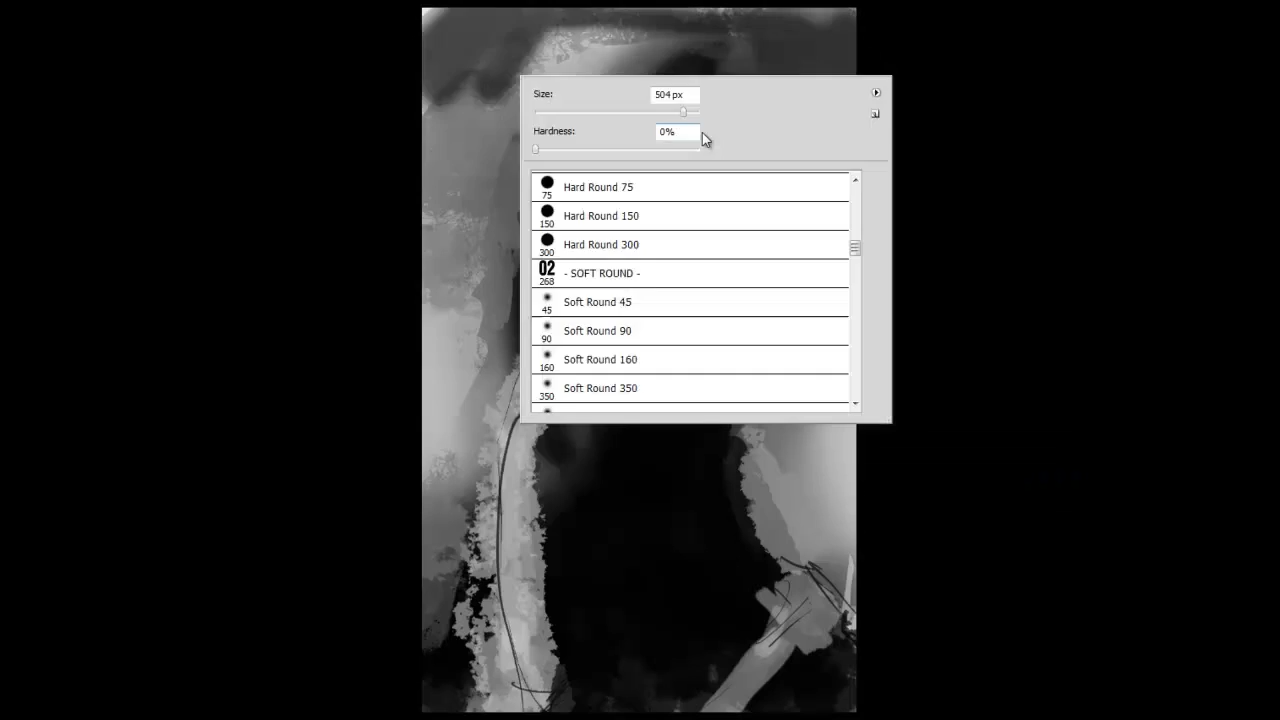 Size: 504 px
Hardness: 0%
75 Hard Round 75
150 Hard Round 150
300 Hard Round 300
02 268 - SOFT ROUND -
45 Soft Round 45
90 Soft Round 90
160 Soft Round 160
350 Soft Round 350